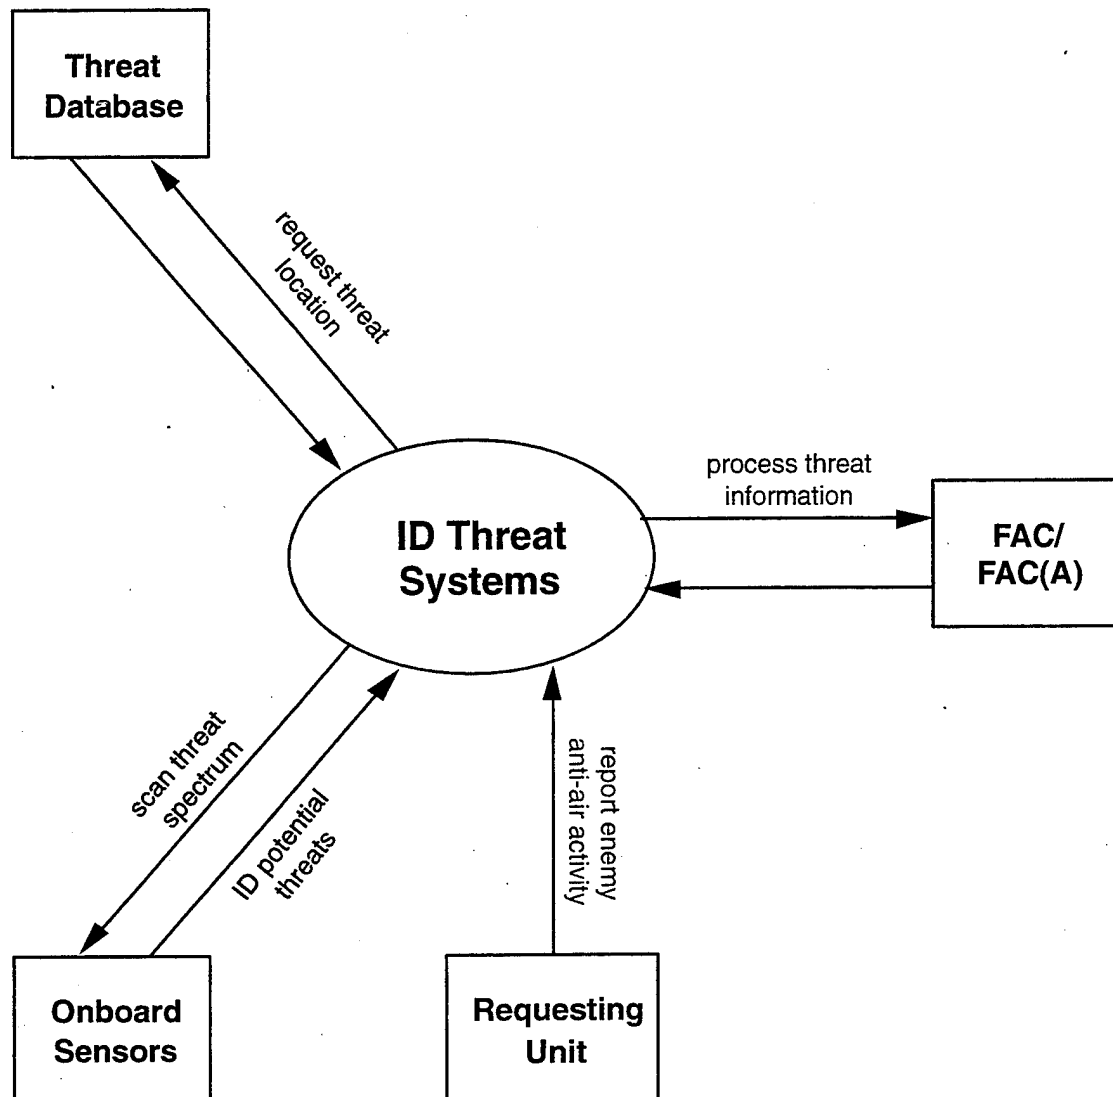 Threat
Database
request threat
location
process threat
information
ID Threat
Systems
FAC/
FAC(A)
scan threat
spectrum
ID potential
threats
report enemy
anti-air activity
Onboard
Sensors
Requesting
Unit